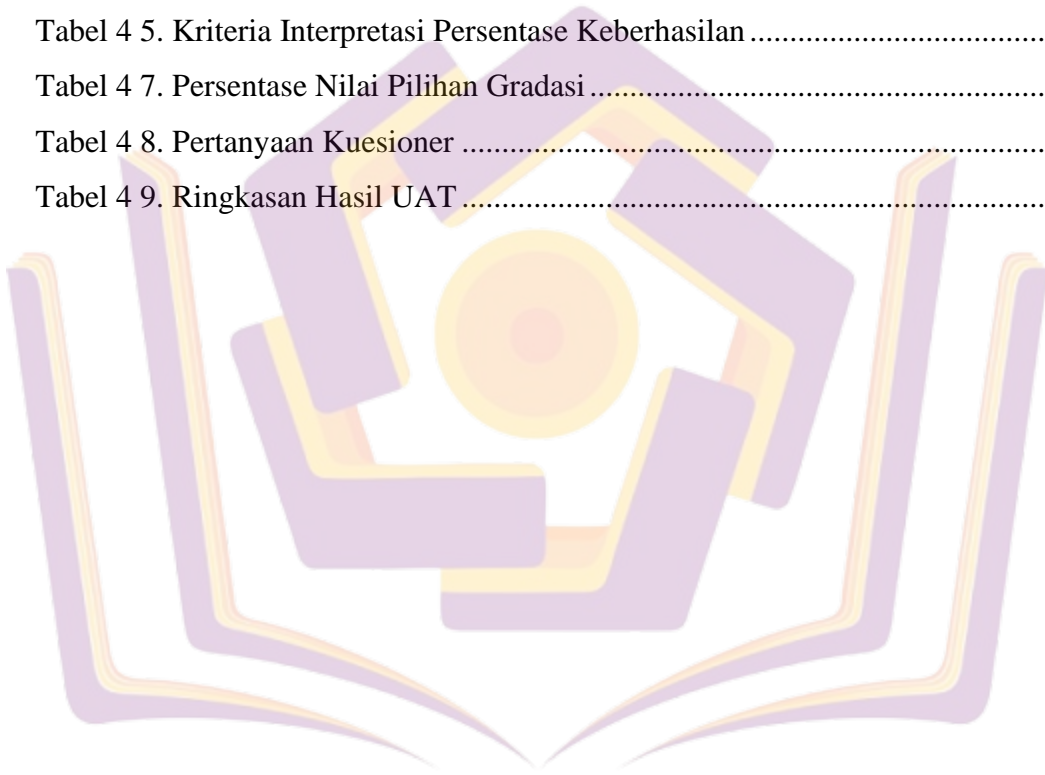 Tabel 4 5. Kriteria Interpretasi Persentase Keberhasilan ......................................
Tabel 4 7. Persentase Nilai Pilihan Gradasi ..........................................................
Tabel 4 8. Pertanyaan Kuesioner ..........................................................................
Tabel 4 9. Ringkasan Hasil UAT ..........................................................................